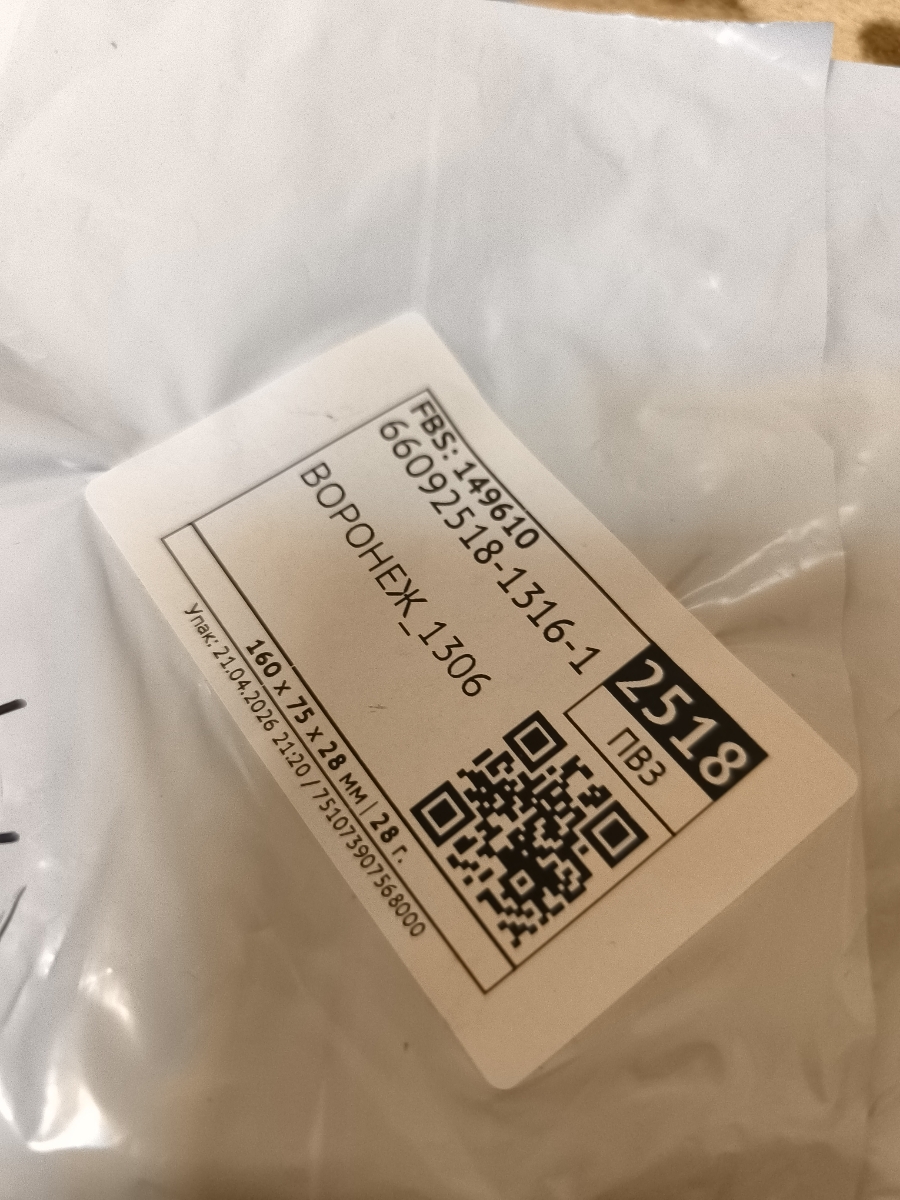 FBS: 149610
66092518-1316-1
2518
ПВЗ
ВОРОНЕЖ_1306
160 x 75 x 28 мм | 28 г.
Упак: 21.04.2026 21:20 / 751073907568000